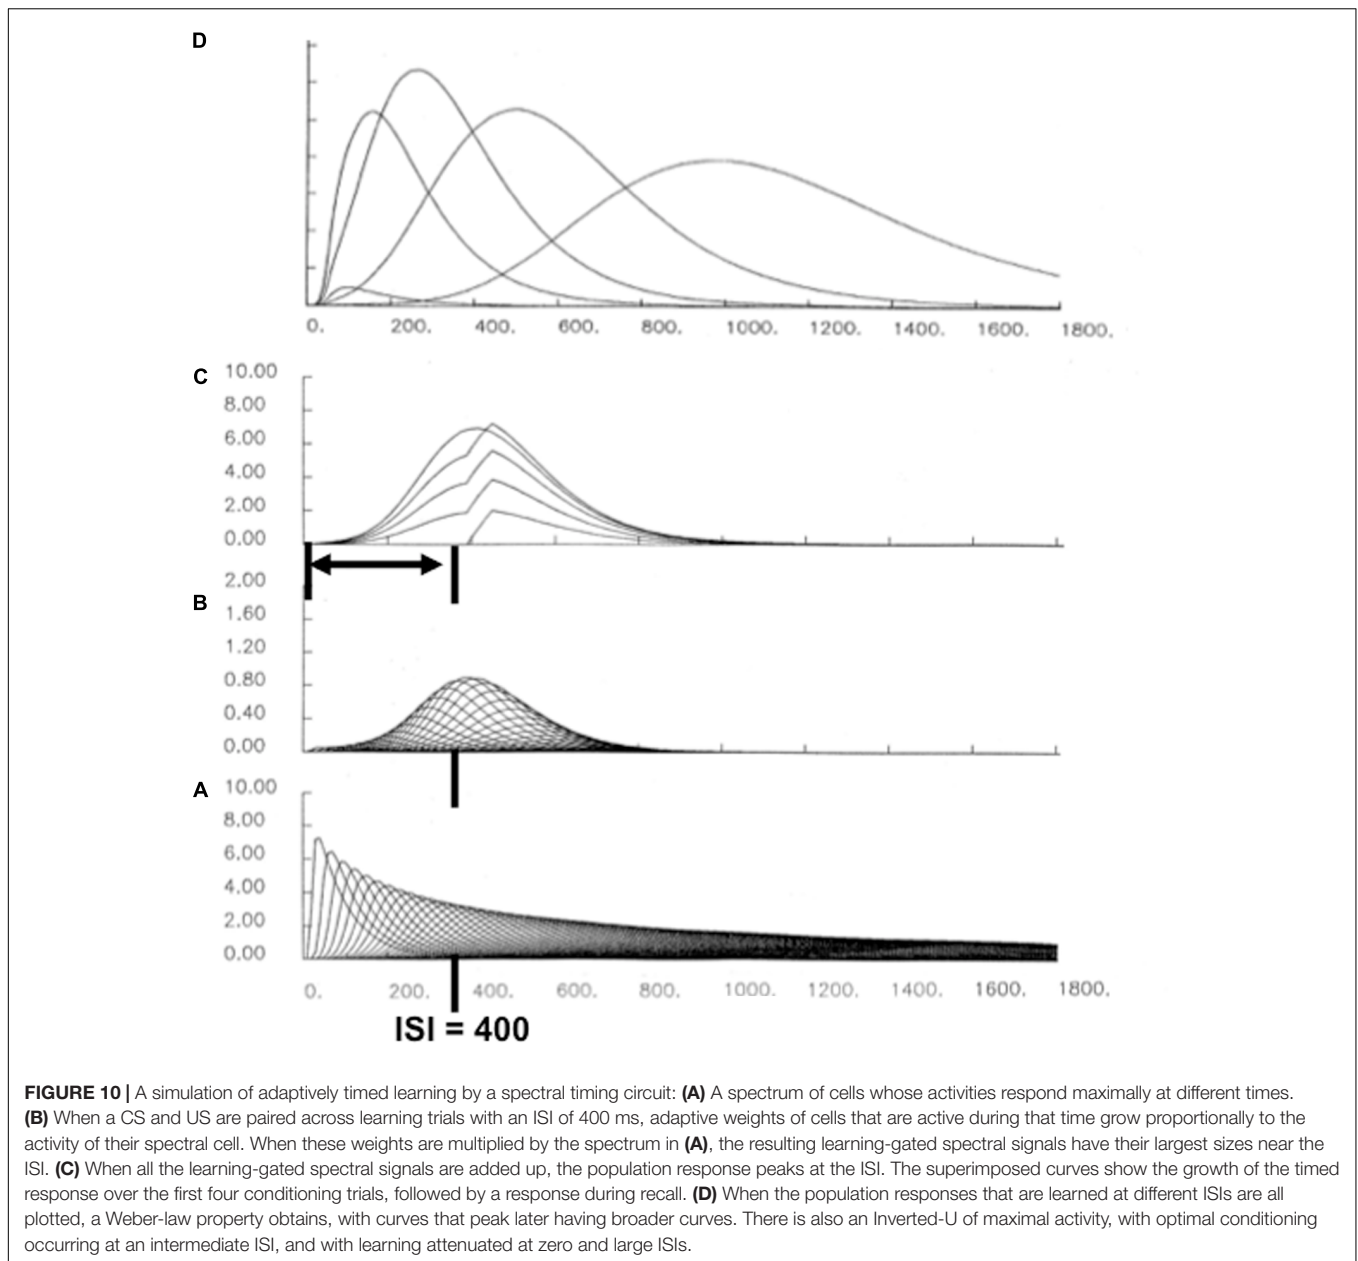 D
0. 200. 400. 600. 800. 1000. 1200. 1400. 1600. 1800.
C
10.00
8.00
6.00
4.00
2.00
0.00
2.00
B
1.60
1.20
0.80
0.40
0.00
A
10.00
8.00
6.00
4.00
2.00
0.00
0. 200. 400. 600. 800. 1000. 1200. 1400. 1600. 1800.
ISI = 400
FIGURE 10 | A simulation of adaptively timed learning by a spectral timing circuit: (A) A spectrum of cells whose activities respond maximally at different times.
(B) When a CS and US are paired across learning trials with an ISI of 400 ms, adaptive weights of cells that are active during that time grow proportionally to the
activity of their spectral cell. When these weights are multiplied by the spectrum in (A), the resulting learning-gated spectral signals have their largest sizes near the
ISI. (C) When all the learning-gated spectral signals are added up, the population response peaks at the ISI. The superimposed curves show the growth of the timed
response over the first four conditioning trials, followed by a response during recall. (D) When the population responses that are learned at different ISIs are all
plotted, a Weber-law property obtains, with curves that peak later having broader curves. There is also an Inverted-U of maximal activity, with optimal conditioning
occurring at an intermediate ISI, and with learning attenuated at zero and large ISIs.